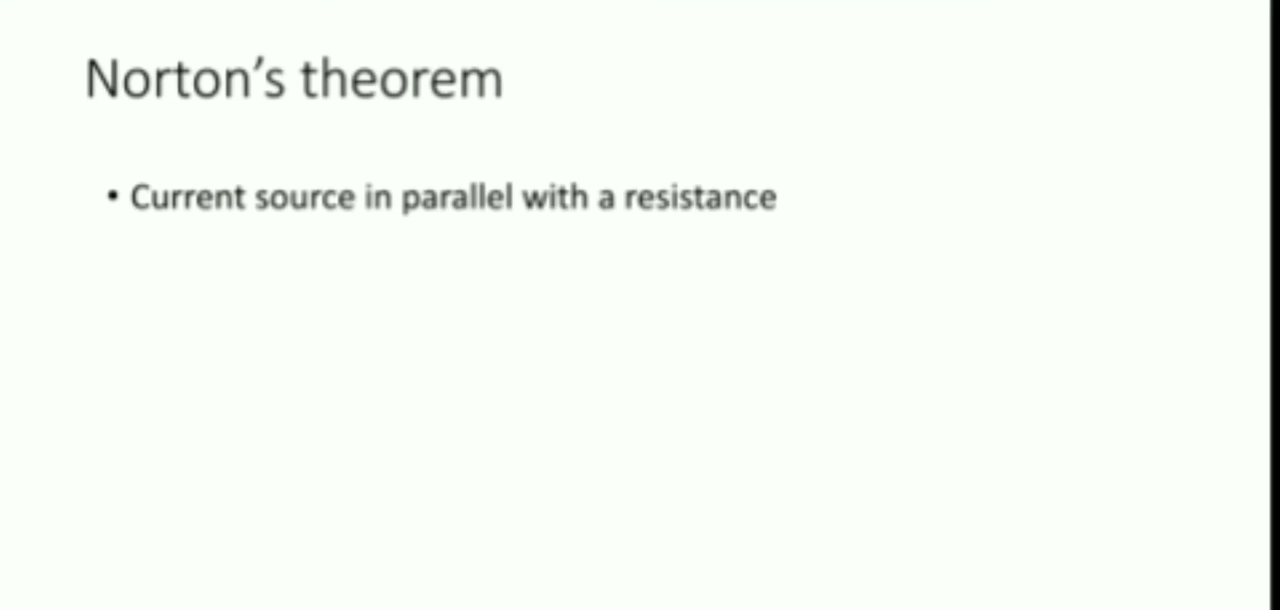 Norton’s theorem
• Current source in parallel with a resistance